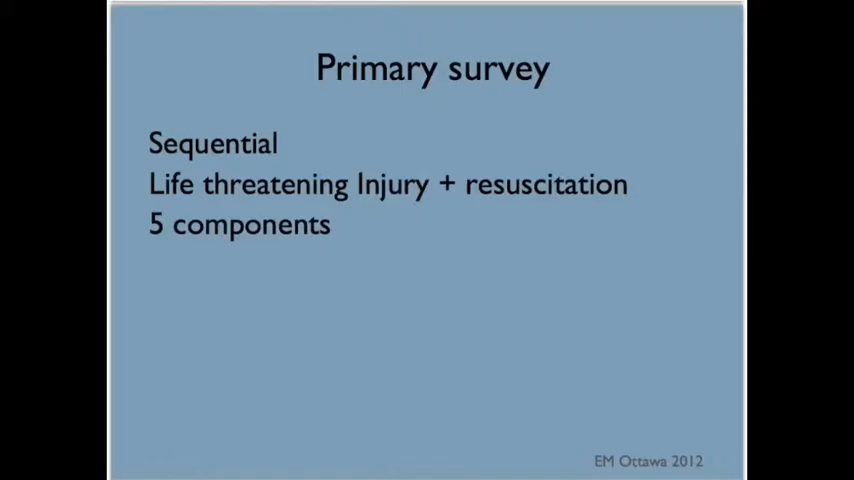 Primary survey
Sequential
Life threatening Injury + resuscitation
5 components
EM Ottawa 2012